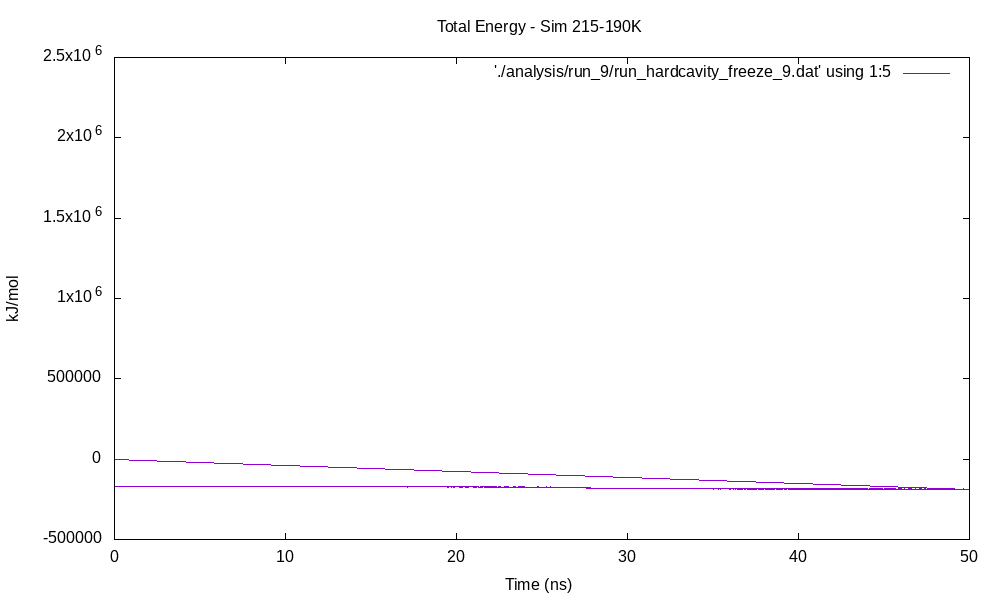 Total Energy - Sim 215-190K
2.5x10 6
'./analysis/run_9/run_hardcavity_freeze_9.dat' using 1:5
2x10 6
1.5x10 6
1x10 6
500000
0
-500000
kJ/mol
0 10 20 30 40 50
Time (ns)